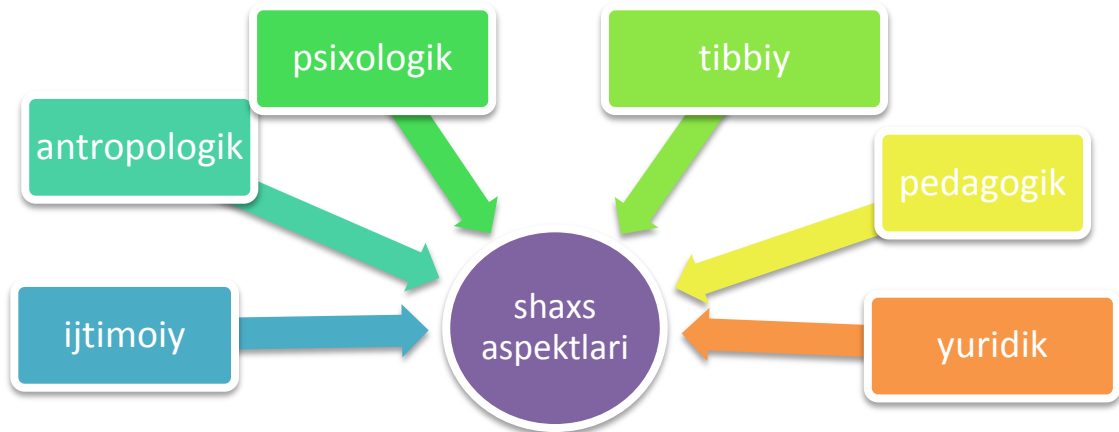 psixologik
tibbiy
antropologik
pedagogik
ijtimoiy
shaxs
aspektlari
yuridik